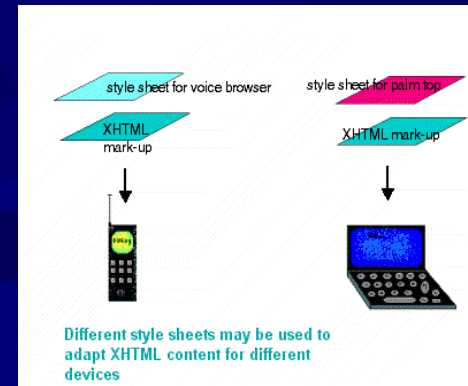 style sheet for voice browser
XHTML
mark-up
style sheet for palm top
XHTML mark-up
Different style sheets may be used to
adapt XHTML content for different
devices